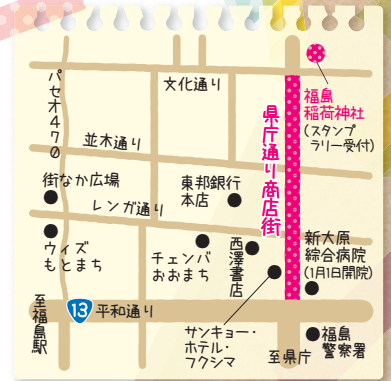 文化通り
福島
稲荷神社
(スタンプ
ラリー受付)
パセオ470
県庁通り商店街
並木通り
街なか広場
レンガ通り
東邦銀行
本店
ウィズ
もとまち
チェンバ
おおまち
西澤書店
新大原
綜合病院
(1月1日開院)
至福島駅
13
平和通り
サンキョー・
ホテル・
フクシマ
至県庁
福島
警察署